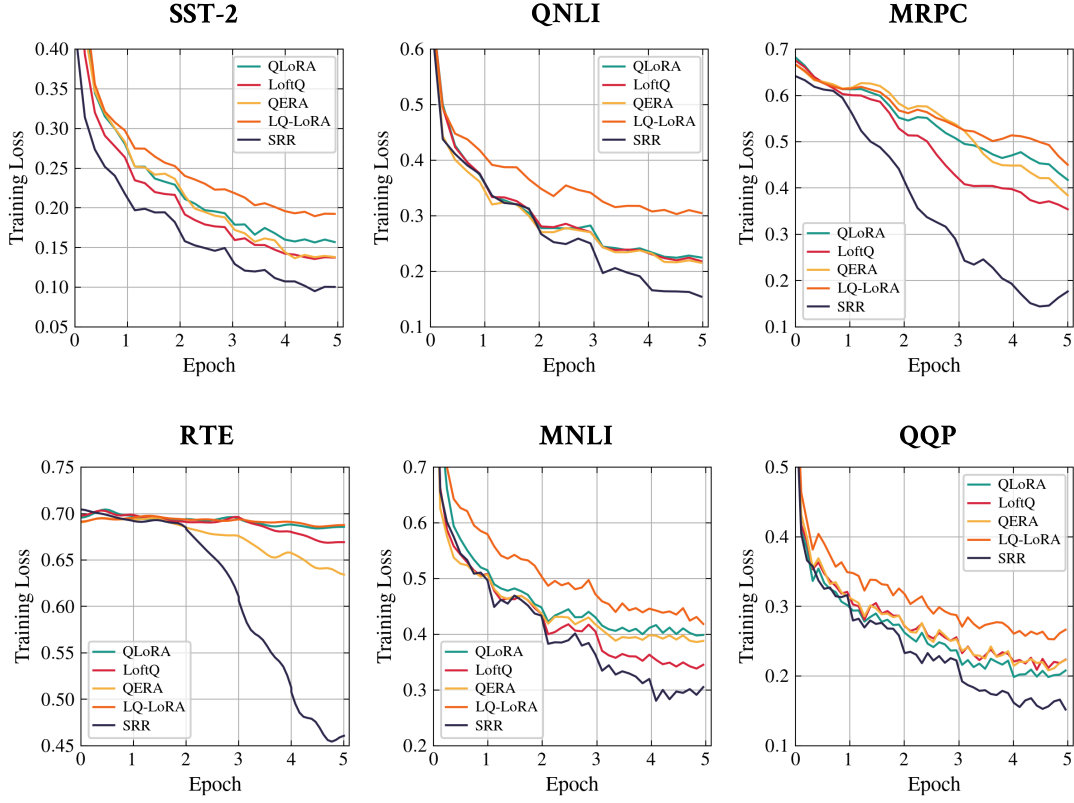 SST-2
Training Loss
0.40
0.35
0.30
0.25
0.20
0.15
0.10
0.05
QLoRA
LoftQ
QERA
LQ-LoRA
SRR
0 1 2 3 4 5
Epoch
QNLI
Training Loss
0.6
0.5
0.4
0.3
0.2
0.1
QLoRA
LoftQ
QERA
LQ-LoRA
SRR
0 1 2 3 4 5
Epoch
MRPC
Training Loss
0.7
0.6
0.5
0.4
0.3
0.2
0.1
QLoRA
LoftQ
QERA
LQ-LoRA
SRR
0 1 2 3 4 5
Epoch
RTE
Training Loss
0.75
0.70
0.65
0.60
0.55
0.50
0.45
QLoRA
LoftQ
QERA
LQ-LoRA
SRR
0 1 2 3 4 5
Epoch
MNLI
Training Loss
0.7
0.6
0.5
0.4
0.3
0.2
QLoRA
LoftQ
QERA
LQ-LoRA
SRR
0 1 2 3 4 5
Epoch
QQP
Training Loss
0.5
0.4
0.3
0.2
0.1
QLoRA
LoftQ
QERA
LQ-LoRA
SRR
0 1 2 3 4 5
Epoch